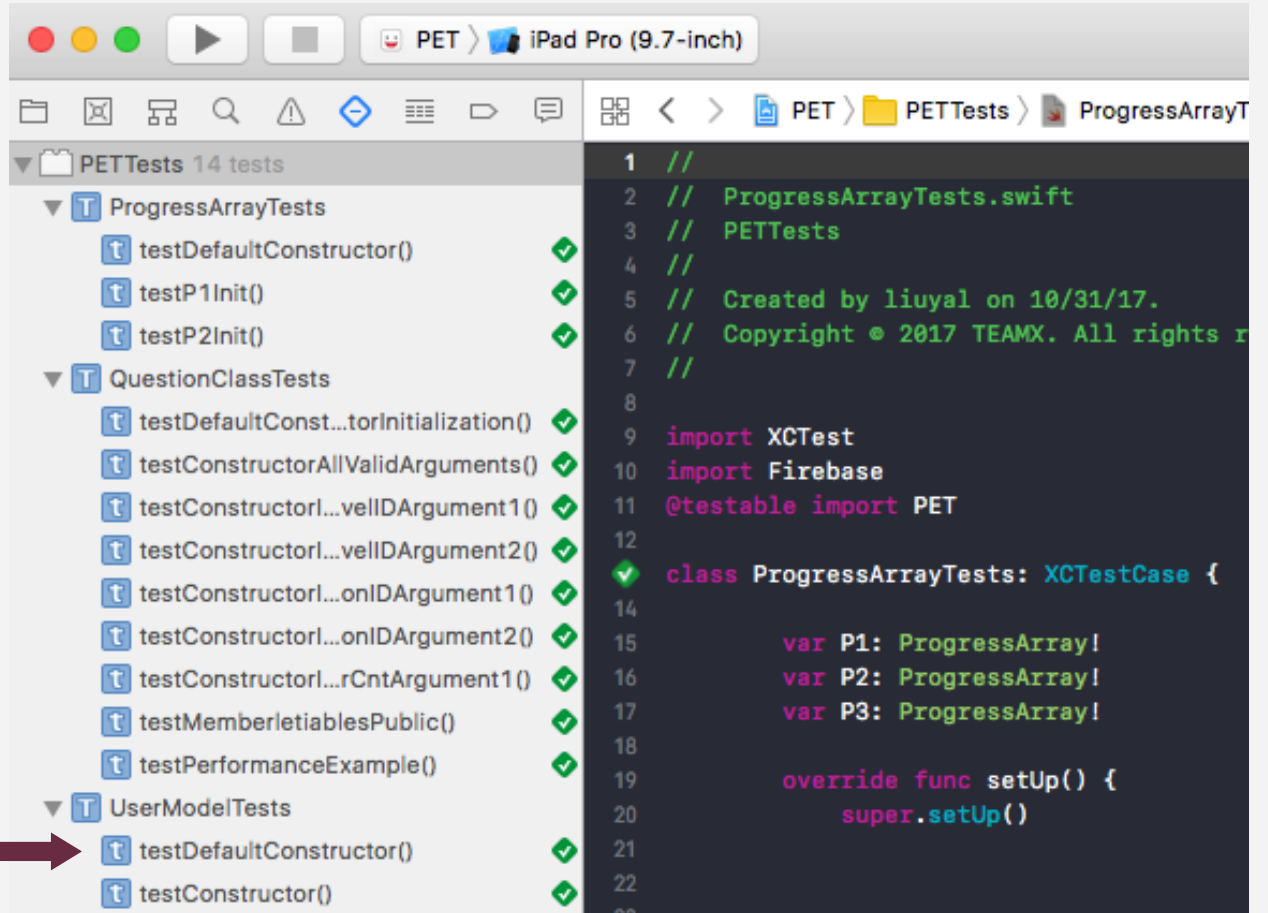 PET 〉 iPad Pro (9.7-inch)
PET 〉 PETTests 〉 ProgressArrayT
PETTests 14 tests
ProgressArrayTests
testDefaultConstructor()
testP1Init()
testP2Init()
QuestionClassTests
testDefaultConst...torInitialization()
testConstructorAllValidArguments()
testConstructorI...velIDArgument1()
testConstructorI...velIDArgument2()
testConstructorI...onIDArgument1()
testConstructorI...onIDArgument2()
testConstructorI...rCntArgument1()
testMemberletiablesPublic()
testPerformanceExample()
UserModelTests
testDefaultConstructor()
testConstructor()
1 //
2 // ProgressArrayTests.swift
3 // PETTests
4 //
5 // Created by liuyal on 10/31/17.
6 // Copyright © 2017 TEAMX. All rights r
7 //
8
9 import XCTest
10 import Firebase
11 @testable import PET
12
class ProgressArrayTests: XCTestCase {
14
15 var P1: ProgressArray!
16 var P2: ProgressArray!
17 var P3: ProgressArray!
18
19 override func setUp() {
20 super.setUp()
21
22